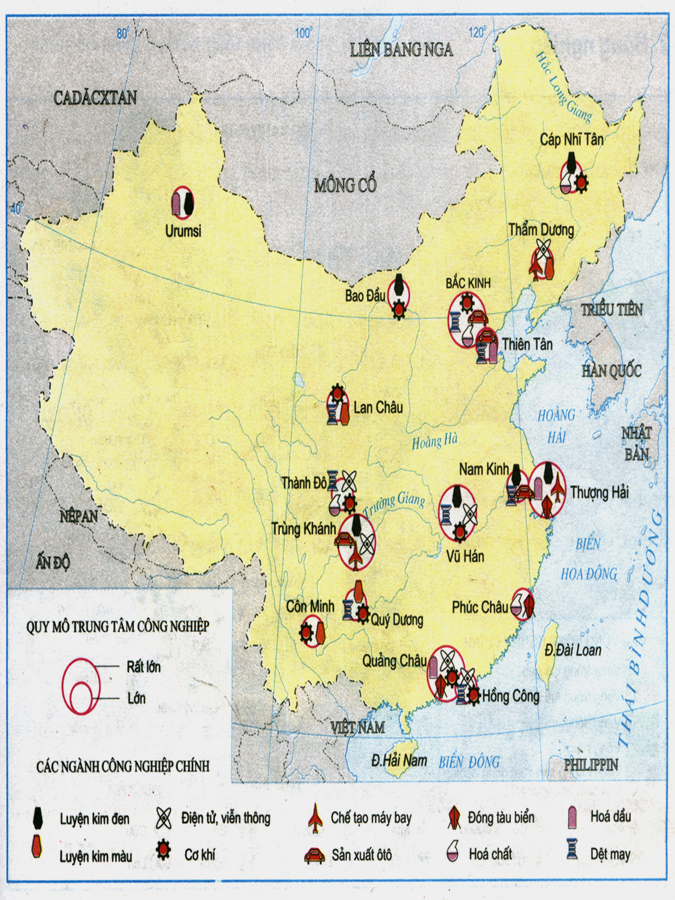 80°
100°
120°
LIÊN BANG NGA
Hắc Long Giang
CADĂCXTAN
Cáp Nhĩ Tân
MÔNG CỔ
40°
Urumsi
Thẩm Dương
Bao Đầu
BẮC KINH
TRIỀU TIÊN
Thiên Tân
HÀN QUỐC
Lan Châu
HOÀNG
HẢI
Hoàng Hà
NHẬT
BẢN
Nam Kinh
Thành Đô
Thượng Hải
Trường Giang
NÊPAN
Trùng Khánh
Vũ Hán
BIỂN
HOA ĐÔNG
ẤN ĐỘ
Côn Minh
Quý Dương
Phúc Châu
THÁI BÌNH DƯƠNG
Đ.Đài Loan
Quảng Châu
Hồng Công
VIỆT NAM
Đ.Hải Nam
BIỂN ĐÔNG
PHILIPPIN
QUY MÔ TRUNG TÂM CÔNG NGHIỆP
Rất lớn
Lớn
CÁC NGÀNH CÔNG NGHIỆP CHÍNH
Luyện kim đen
Điện tử, viễn thông
Chế tạo máy bay
Đóng tàu biển
Hoá dầu
Luyện kim màu
Cơ khí
Sản xuất ôtô
Hoá chất
Dệt may